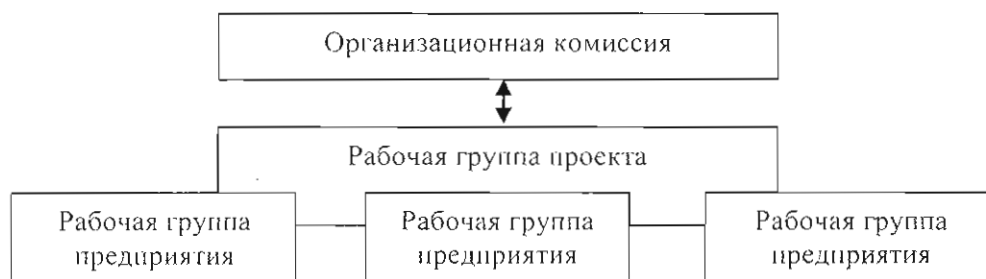 Организационная комиссия
Рабочая группа проекта
Рабочая группа
предприятия
Рабочая группа
предприятия
Рабочая группа
предприятия